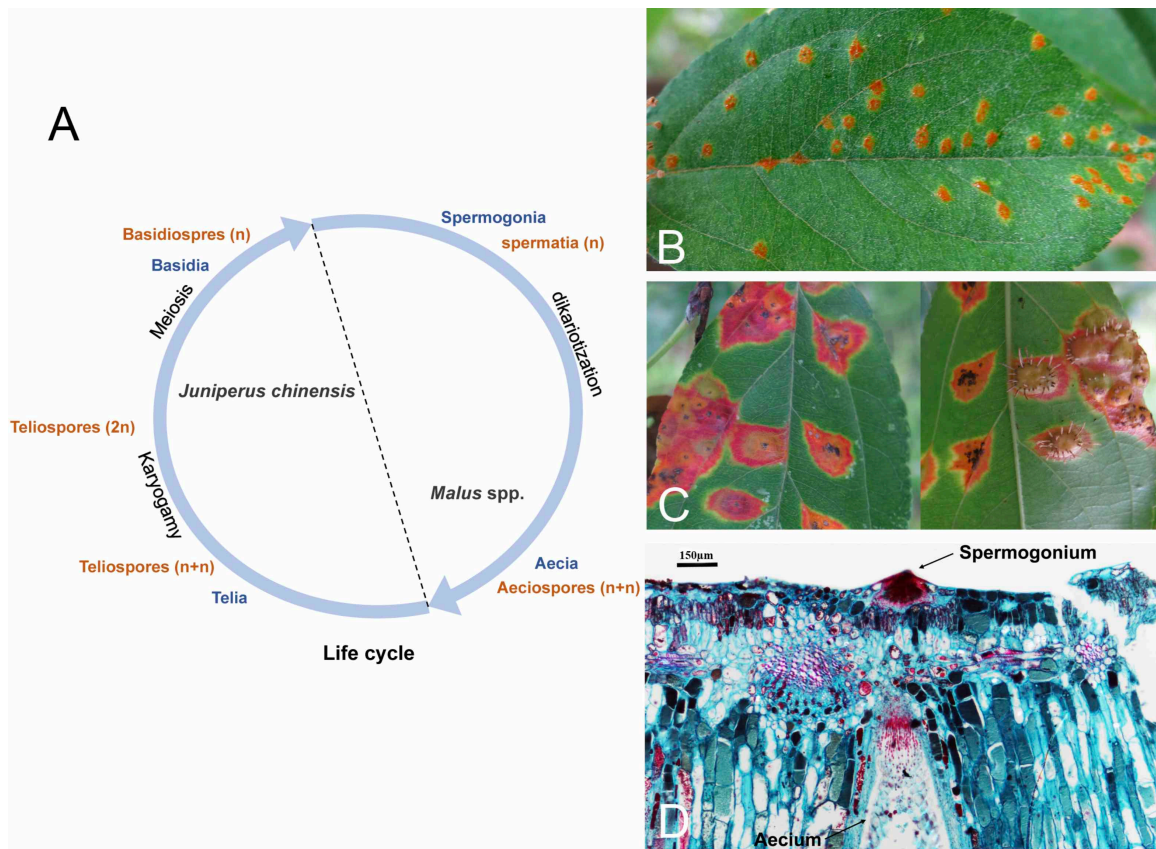 A
Basidiospres (n)
Basidia
Meiosis
Juniperus chinensis
Teliospores (2n)
Karyogamy
Teliospores (n+n)
Telia
Spermogonia
spermatia (n)
dikariotization
Malus spp.
Aecia
Aeciospores (n+n)
Life cycle
B
C
150μm
Spermogonium
D
Aecium